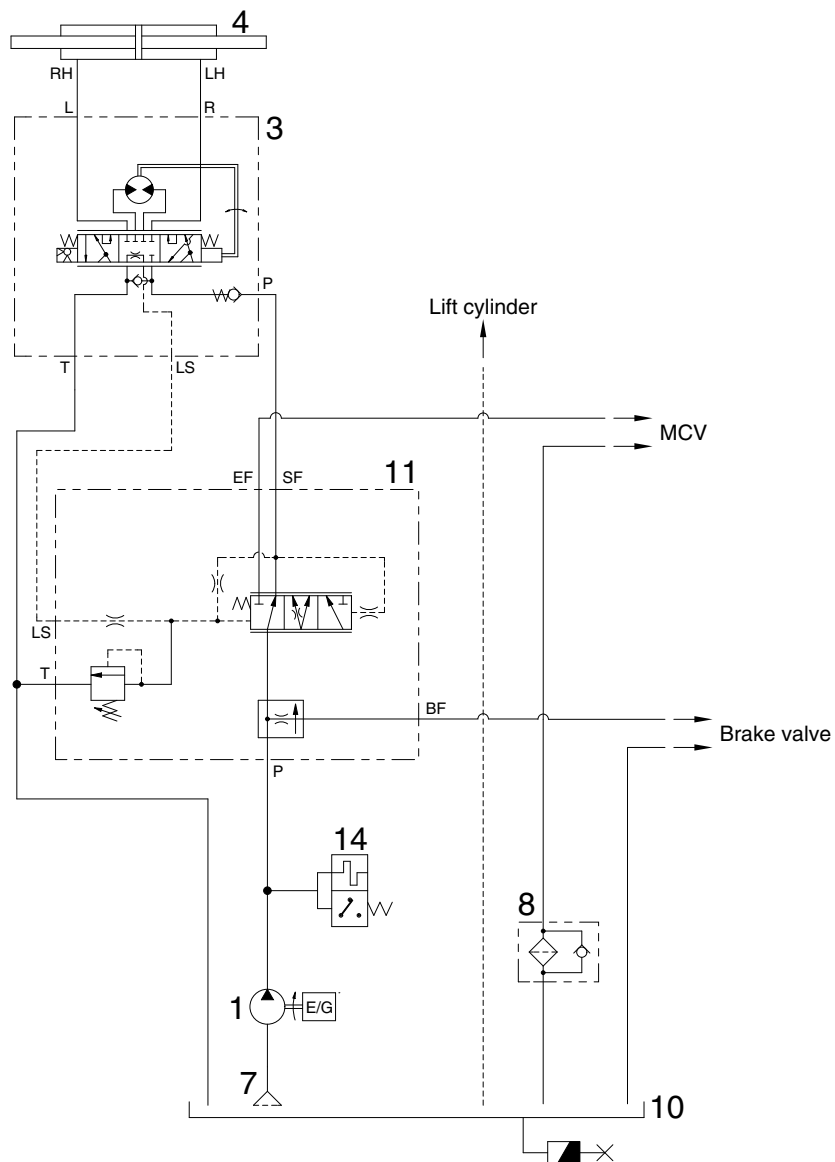 4
RH LH
L R
3
P
Lift cylinder
T LS
MCV
EF SF 11
LS
T
BF
Brake valve
P
14
8
1 E/G
7
10